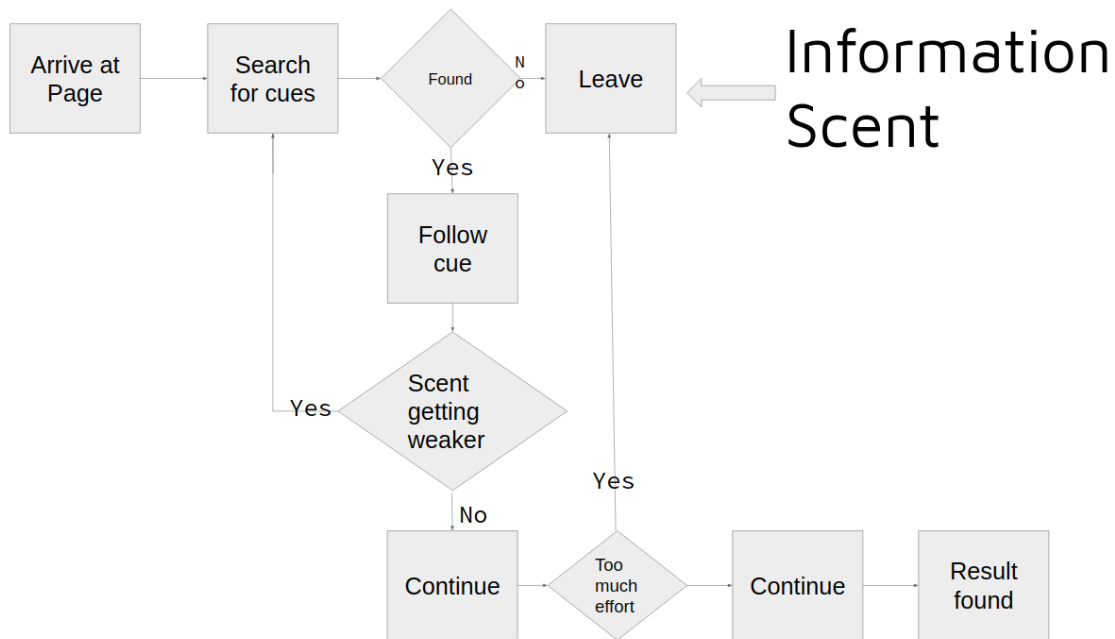 Arrive at
Page
Search
for cues
Found
N
o
Leave
Information
Scent
Yes
Follow
cue
Scent
getting
weaker
Yes
No
Yes
Continue
Too
much
effort
Continue
Result
found